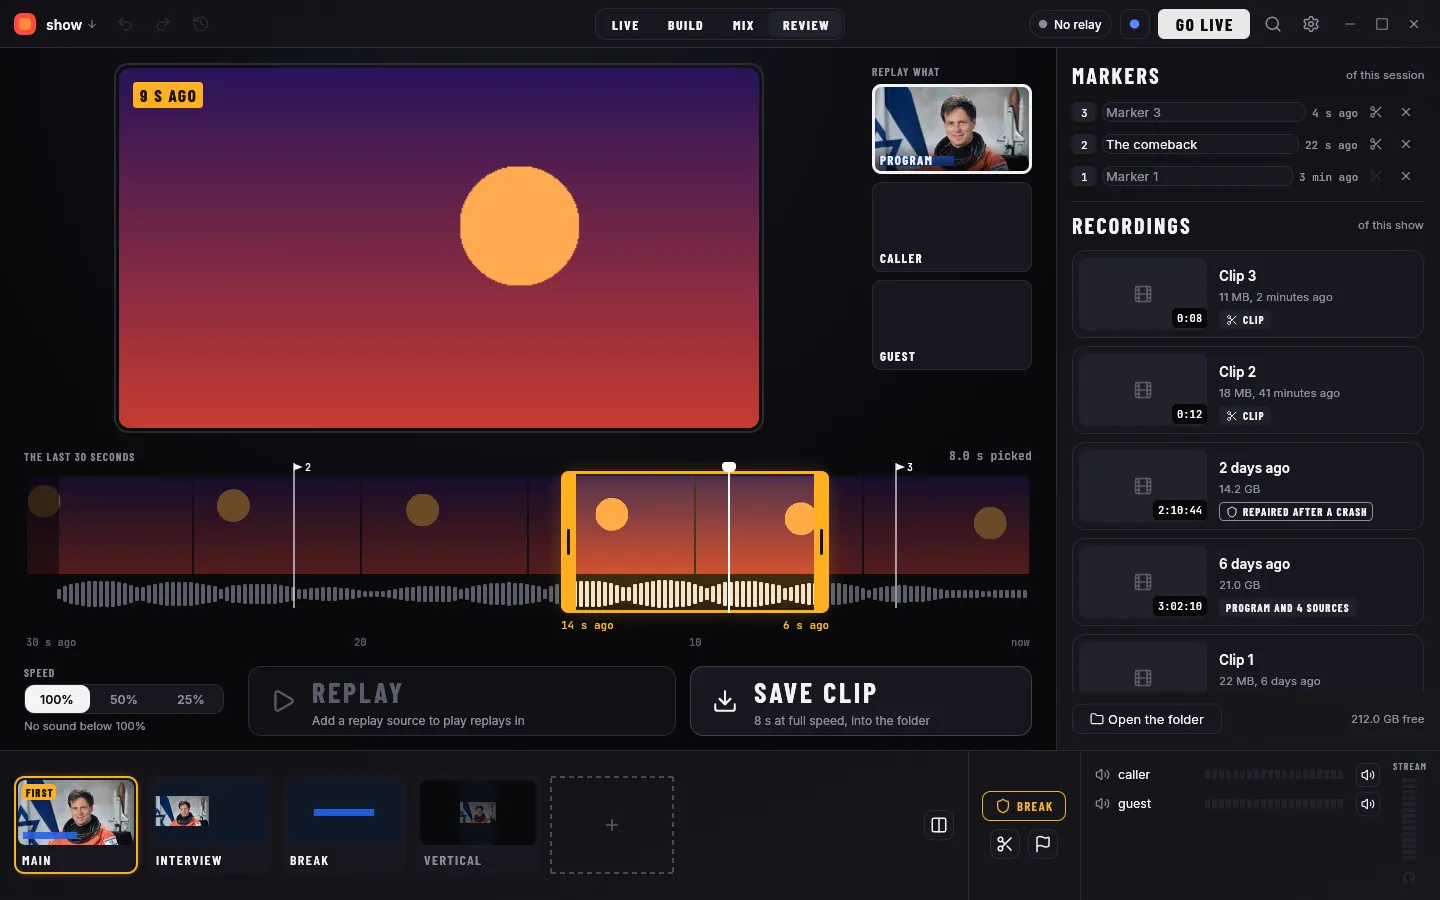 show
LIVE
BUILD
MIX
REVIEW
No relay
GO LIVE
9 S AGO
REPLAY WHAT
PROGRAM
CALLER
GUEST
THE LAST 30 SECONDS
8.0 s picked
2
3
14 s ago
6 s ago
30 s ago
20
10
now
SPEED
100%
50%
25%
No sound below 100%
REPLAY
Add a replay source to play replays in
SAVE CLIP
8 s at full speed, into the folder
MARKERS
of this session
3 Marker 3 4 s ago
2 The comeback 22 s ago
1 Marker 1 3 min ago
RECORDINGS
of this show
0:08
Clip 3
11 MB, 2 minutes ago
CLIP
0:12
Clip 2
18 MB, 41 minutes ago
CLIP
2:10:44
2 days ago
14.2 GB
REPAIRED AFTER A CRASH
3:02:10
6 days ago
21.0 GB
PROGRAM AND 4 SOURCES
Clip 1
22 MB, 6 days ago
Open the folder
212.0 GB free
FIRST
MAIN
INTERVIEW
BREAK
VERTICAL
BREAK
caller
guest
STREAM